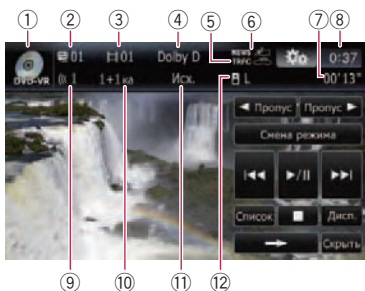 ① ② ③ ④ ⑤ ⑥ ⑦ ⑧
01 01 Dolby D NEWS TRFC 0:37
DVD-VR 1 1+1 ка Исх. L 00'13"
◄ Пропус Пропус ►
Смена режима
Список ■ Дисп.
Скрыть
⑨ ⑩ ⑪ ⑫